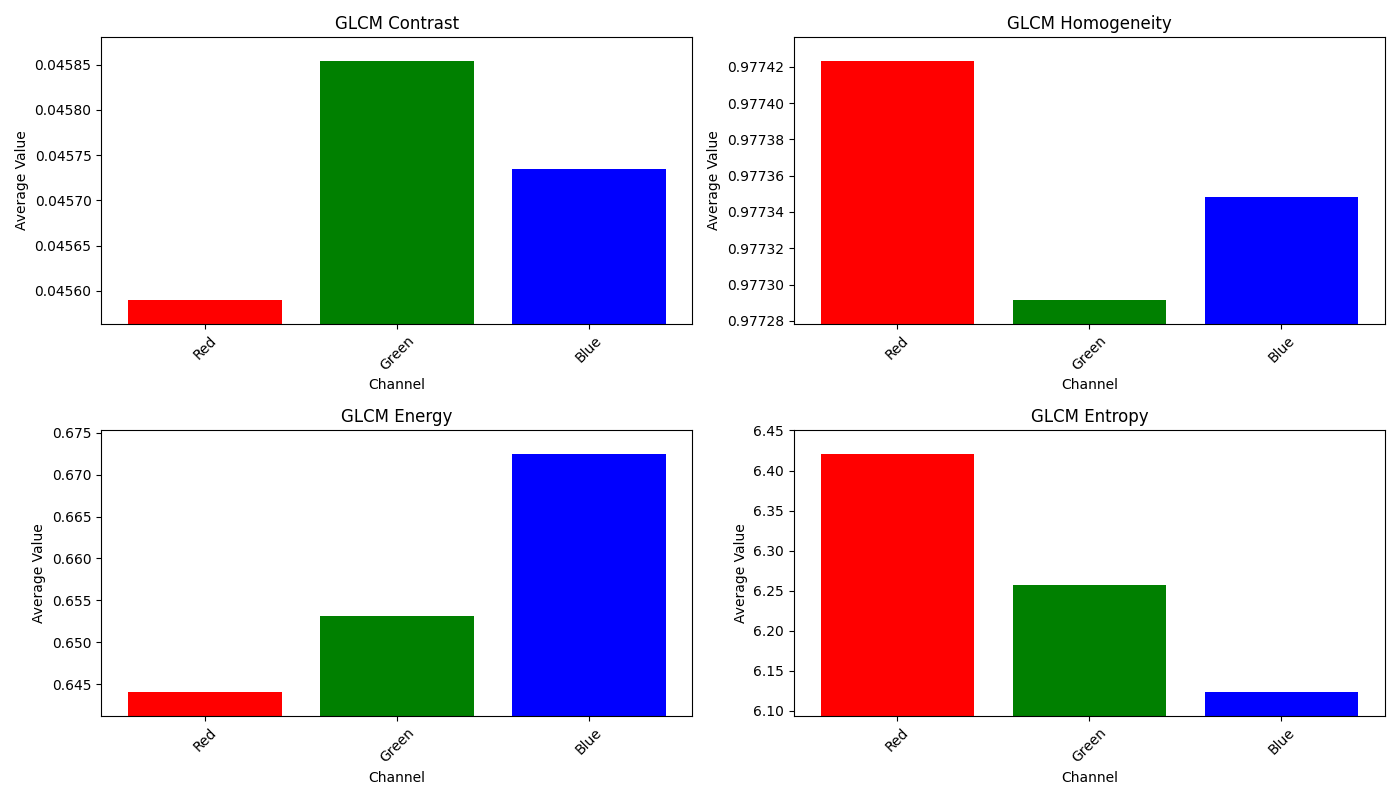 GLCM Contrast
Average Value
0.04585
0.04580
0.04575
0.04570
0.04565
0.04560
Red
Green
Blue
Channel
GLCM Homogeneity
Average Value
0.97742
0.97740
0.97738
0.97736
0.97734
0.97732
0.97730
0.97728
Red
Green
Blue
Channel
GLCM Energy
Average Value
0.675
0.670
0.665
0.660
0.655
0.650
0.645
Red
Green
Blue
Channel
GLCM Entropy
Average Value
6.45
6.40
6.35
6.30
6.25
6.20
6.15
6.10
Red
Green
Blue
Channel